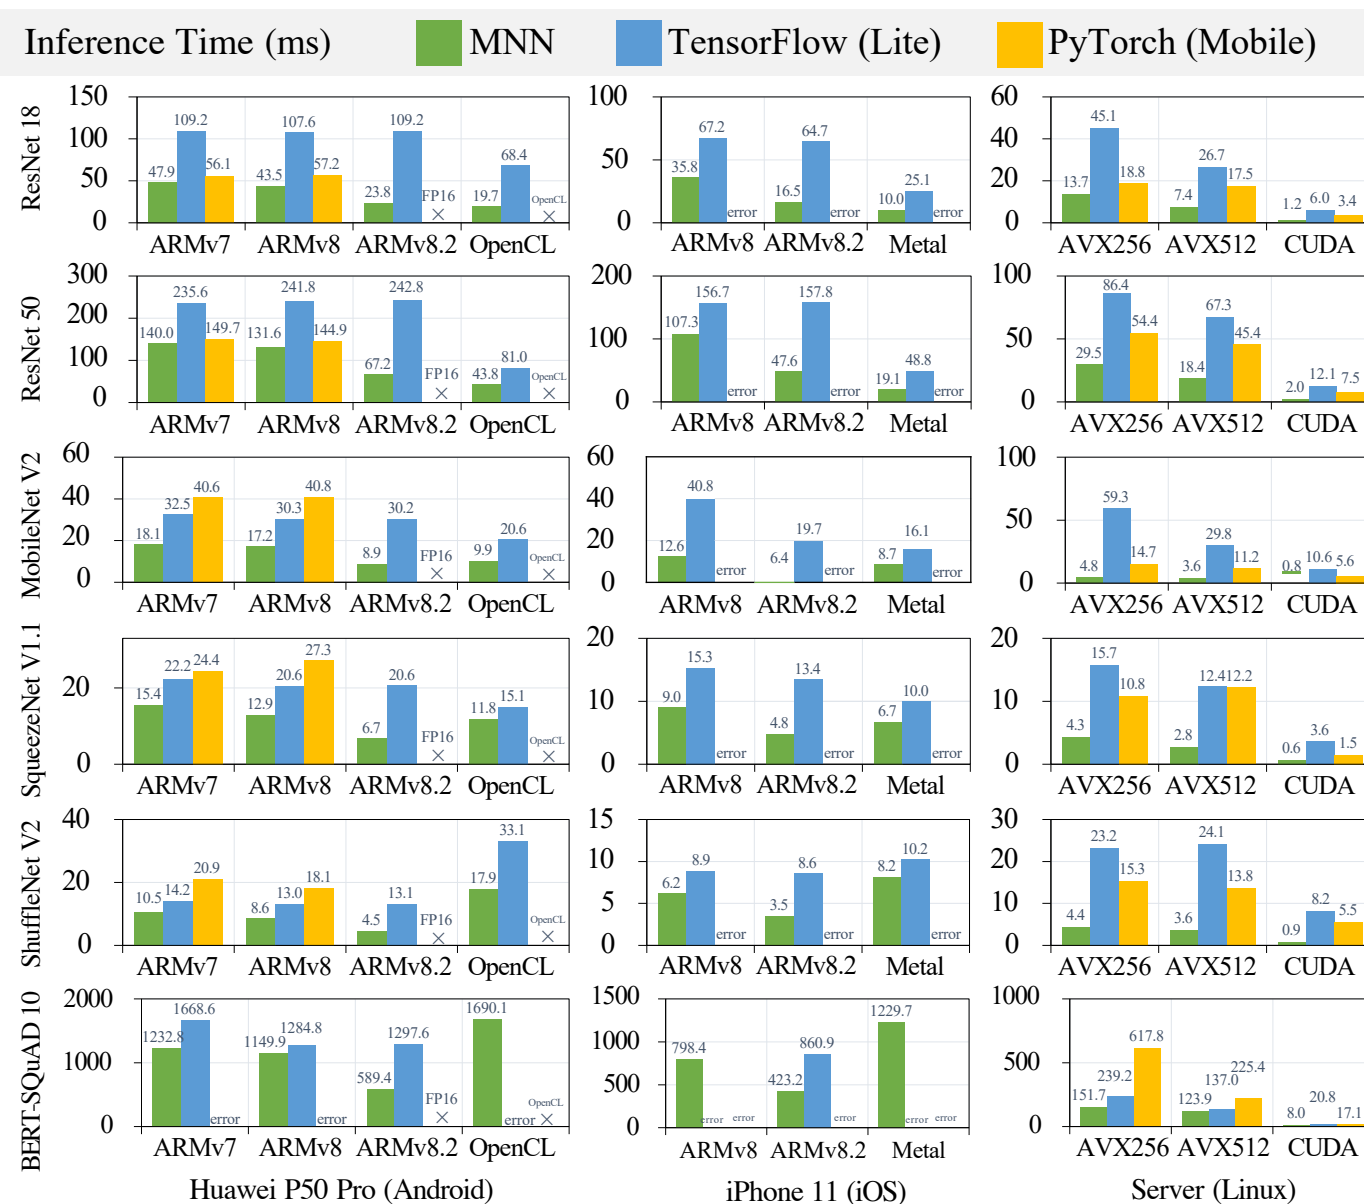 Inference Time (ms) MNN TensorFlow (Lite) PyTorch (Mobile)
ResNet 18
150 100 50 0
47.9 109.2 56.1 43.5 107.6 57.2 23.8 109.2 FP16 × 19.7 68.4 OpenCL ×
ARMv7 ARMv8 ARMv8.2 OpenCL
100 50 0
35.8 67.2 error 16.5 64.7 error 10.0 25.1 error
ARMv8 ARMv8.2 Metal
60 40 20 0
13.7 45.1 18.8 7.4 26.7 17.5 1.2 6.0 3.4
AVX256 AVX512 CUDA
ResNet 50
300 200 100 0
140.0 235.6 149.7 131.6 241.8 144.9 67.2 242.8 FP16 × 43.8 81.0 OpenCL ×
ARMv7 ARMv8 ARMv8.2 OpenCL
200 100 0
107.3 156.7 error 47.6 157.8 error 19.1 48.8 error
ARMv8 ARMv8.2 Metal
100 50 0
29.5 86.4 54.4 18.4 67.3 45.4 2.0 12.1 7.5
AVX256 AVX512 CUDA
MobileNet V2
60 40 20 0
18.1 32.5 40.6 17.2 30.3 40.8 8.9 30.2 FP16 × 9.9 20.6 OpenCL ×
ARMv7 ARMv8 ARMv8.2 OpenCL
60 40 20 0
12.6 40.8 error 6.4 19.7 error 8.7 16.1 error
ARMv8 ARMv8.2 Metal
100 50 0
4.8 59.3 14.7 3.6 29.8 11.2 0.8 10.6 5.6
AVX256 AVX512 CUDA
SqueezeNet V1.1
20 0
15.4 22.2 24.4 12.9 20.6 27.3 6.7 20.6 FP16 × 11.8 15.1 OpenCL ×
ARMv7 ARMv8 ARMv8.2 OpenCL
20 10 0
9.0 15.3 error 4.8 13.4 error 6.7 10.0 error
ARMv8 ARMv8.2 Metal
20 10 0
4.3 15.7 10.8 2.8 12.4 12.2 0.6 3.6 1.5
AVX256 AVX512 CUDA
ShuffleNet V2
40 20 0
10.5 14.2 20.9 8.6 13.0 18.1 4.5 13.1 FP16 × 17.9 33.1 OpenCL ×
ARMv7 ARMv8 ARMv8.2 OpenCL
15 10 5 0
6.2 8.9 error 3.5 8.6 error 8.2 10.2 error
ARMv8 ARMv8.2 Metal
30 20 10 0
4.4 23.2 15.3 3.6 24.1 13.8 0.9 8.2 5.5
AVX256 AVX512 CUDA
BERT-SQuAD 10
2000 1000 0
1232.8 1668.6 error 1149.9 1284.8 error 589.4 1297.6 FP16 × 1690.1 error OpenCL ×
ARMv7 ARMv8 ARMv8.2 OpenCL
1500 1000 500 0
798.4 error error 423.2 860.9 error 1229.7 error error
ARMv8 ARMv8.2 Metal
1000 500 0
151.7 239.2 617.8 123.9 137.0 225.4 8.0 20.8 17.1
AVX256 AVX512 CUDA
Huawei P50 Pro (Android) iPhone 11 (iOS) Server (Linux)